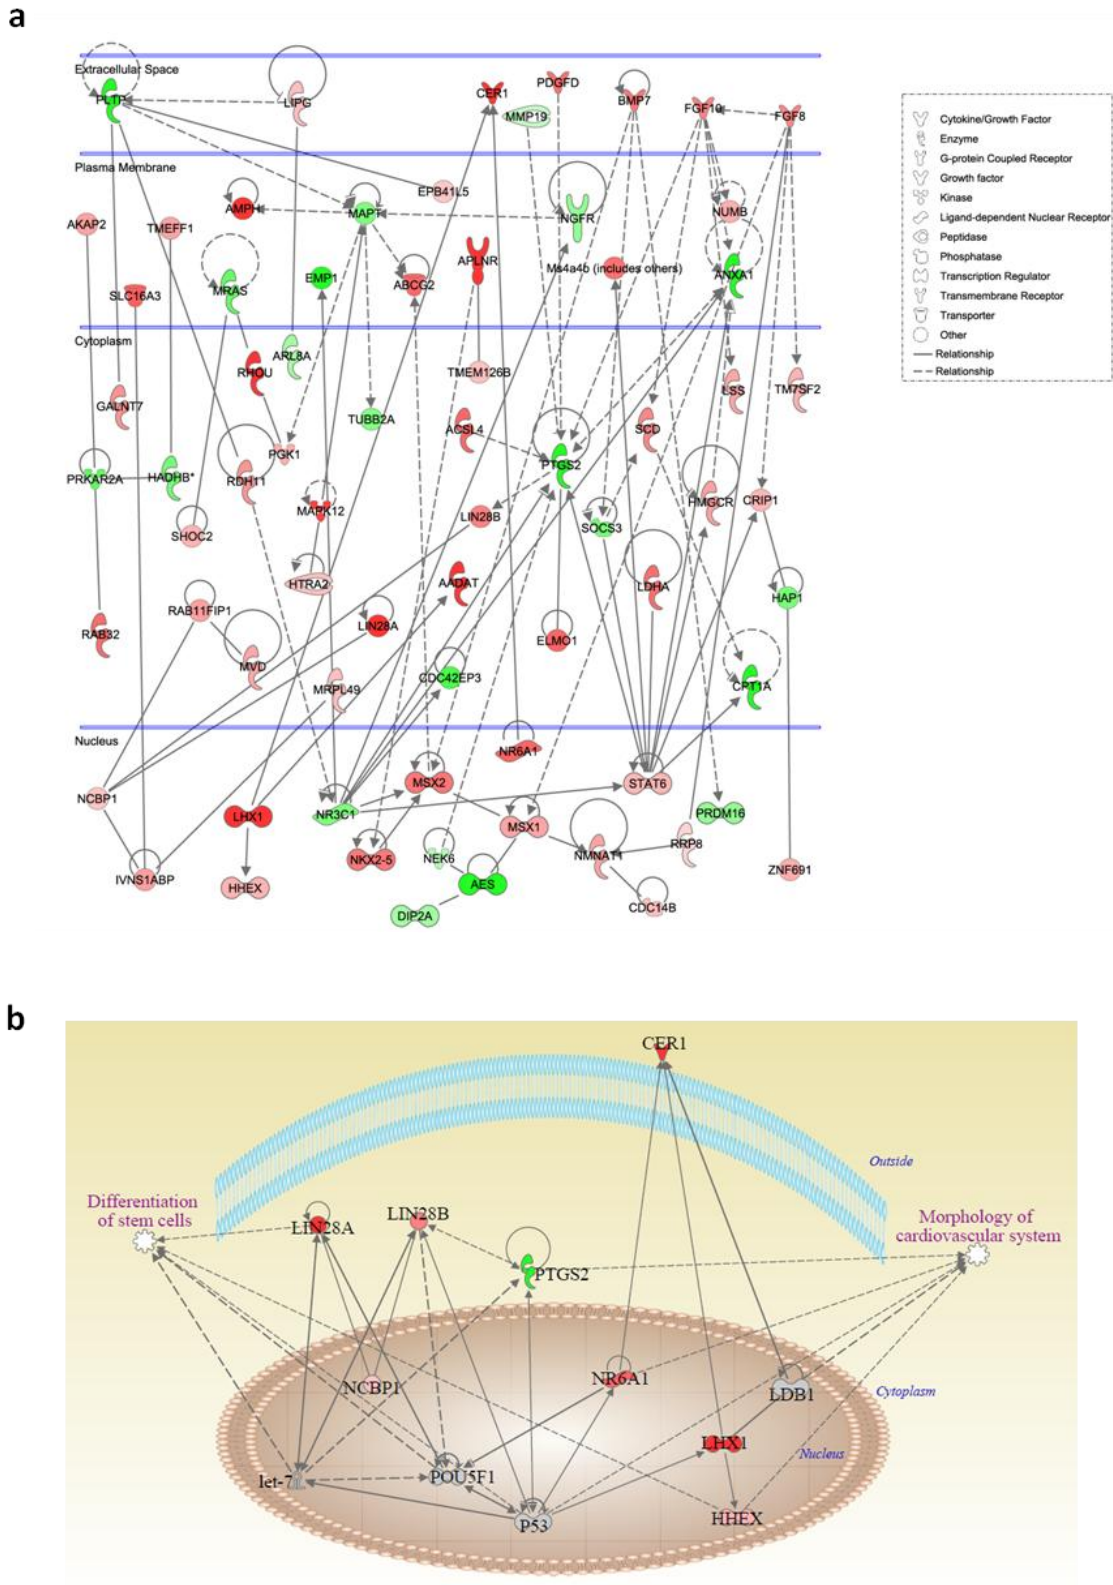 a
Extracellular Space
PLTP
LIPG
CER1
PDGFD
MMP19
BMP7
FGF10
FGF8
Cytokine/Growth Factor
Enzyme
G-protein Coupled Receptor
Growth factor
Kinase
Ligand-dependent Nuclear Receptor
Peptidase
Phosphatase
Transcription Regulator
Transmembrane Receptor
Transporter
Other
Relationship
Relationship
Plasma Membrane
EPB41L5
AKAP2
TMEFF1
AMPH
MAPT
NGFR
NUMB
SLC16A3
MRAS
EMP1
ABCG2
APLNR
Ms4a4b (includes others)
ANXA1
Cytoplasm
GALNT7
RHOU
ARL8A
TUBB2A
TMEM126B
LSS
TM7SF2
ACSL4
SCD
PRKAR2A
HADHB*
RDH11
PGK1
PTGS2
HMGCR
CRIP1
SHOC2
MAPK12
LIN28B
SOCS3
HTRA2
AADAT
LDHA
HAP1
RAB32
RAB11FIP1
LIN28A
ELMO1
MVD
MRPL49
CDC42EP3
CPT1A
Nucleus
NR6A1
NCBP1
LHX1
NR3C1
MSX2
STAT6
MSX1
PRDM16
IVNS1ABP
HHEX
NKX2-5
NEK6
AES
NMNAT1
RRP8
ZNF691
DIP2A
CDC14B
b
CER1
Outside
Differentiation
of stem cells
LIN28A
LIN28B
PTGS2
Morphology of
cardiovascular system
NCBP1
NR6A1
LDB1
Cytoplasm
LHX1
Nucleus
let-7
POU5F1
P53
HHEX